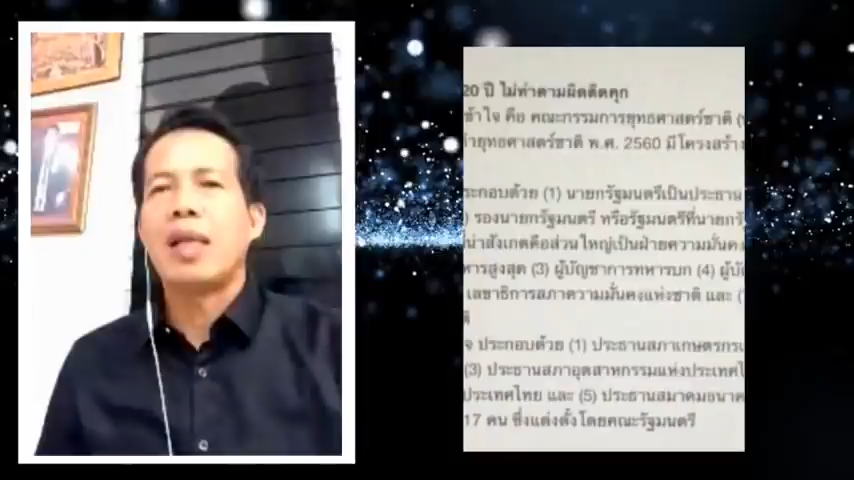 20 ปี ไม่ทำตามผิดติดคุก
ข้าใจ คือ คณะกรรมการยุทธศาสตร์ชาติ
ยุทธศาสตร์ชาติ พ.ศ. 2560 มีโครงสร้าง
ระกอบด้วย (1) นายกรัฐมนตรีเป็นประธาน
) รองนายกรัฐมนตรี หรือรัฐมนตรีที่นายกรั
น่าสังเกตคือส่วนใหญ่เป็นฝ่ายความมั่นค
หารสูงสุด (3) ผู้บัญชาการทหารบก (4) ผู้บั
เลขาธิการสภาความมั่นคงแห่งชาติ และ (
ติ
จ ประกอบด้วย (1) ประธานสภาเกษตรกร
(3) ประธานสภาอุตสาหกรรมแห่งประเทศไ
ประเทศไทย และ (5) ประธานสมาคมธนาค
17 คน ซึ่งแต่งตั้งโดยคณะรัฐมนตรี